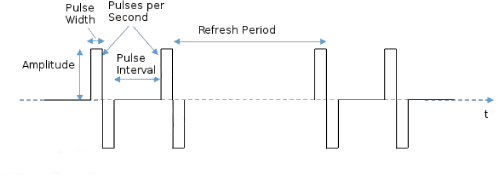 Pulse
Width
Pulses per
Second
Refresh Period
Amplitude
Pulse
Interval
t